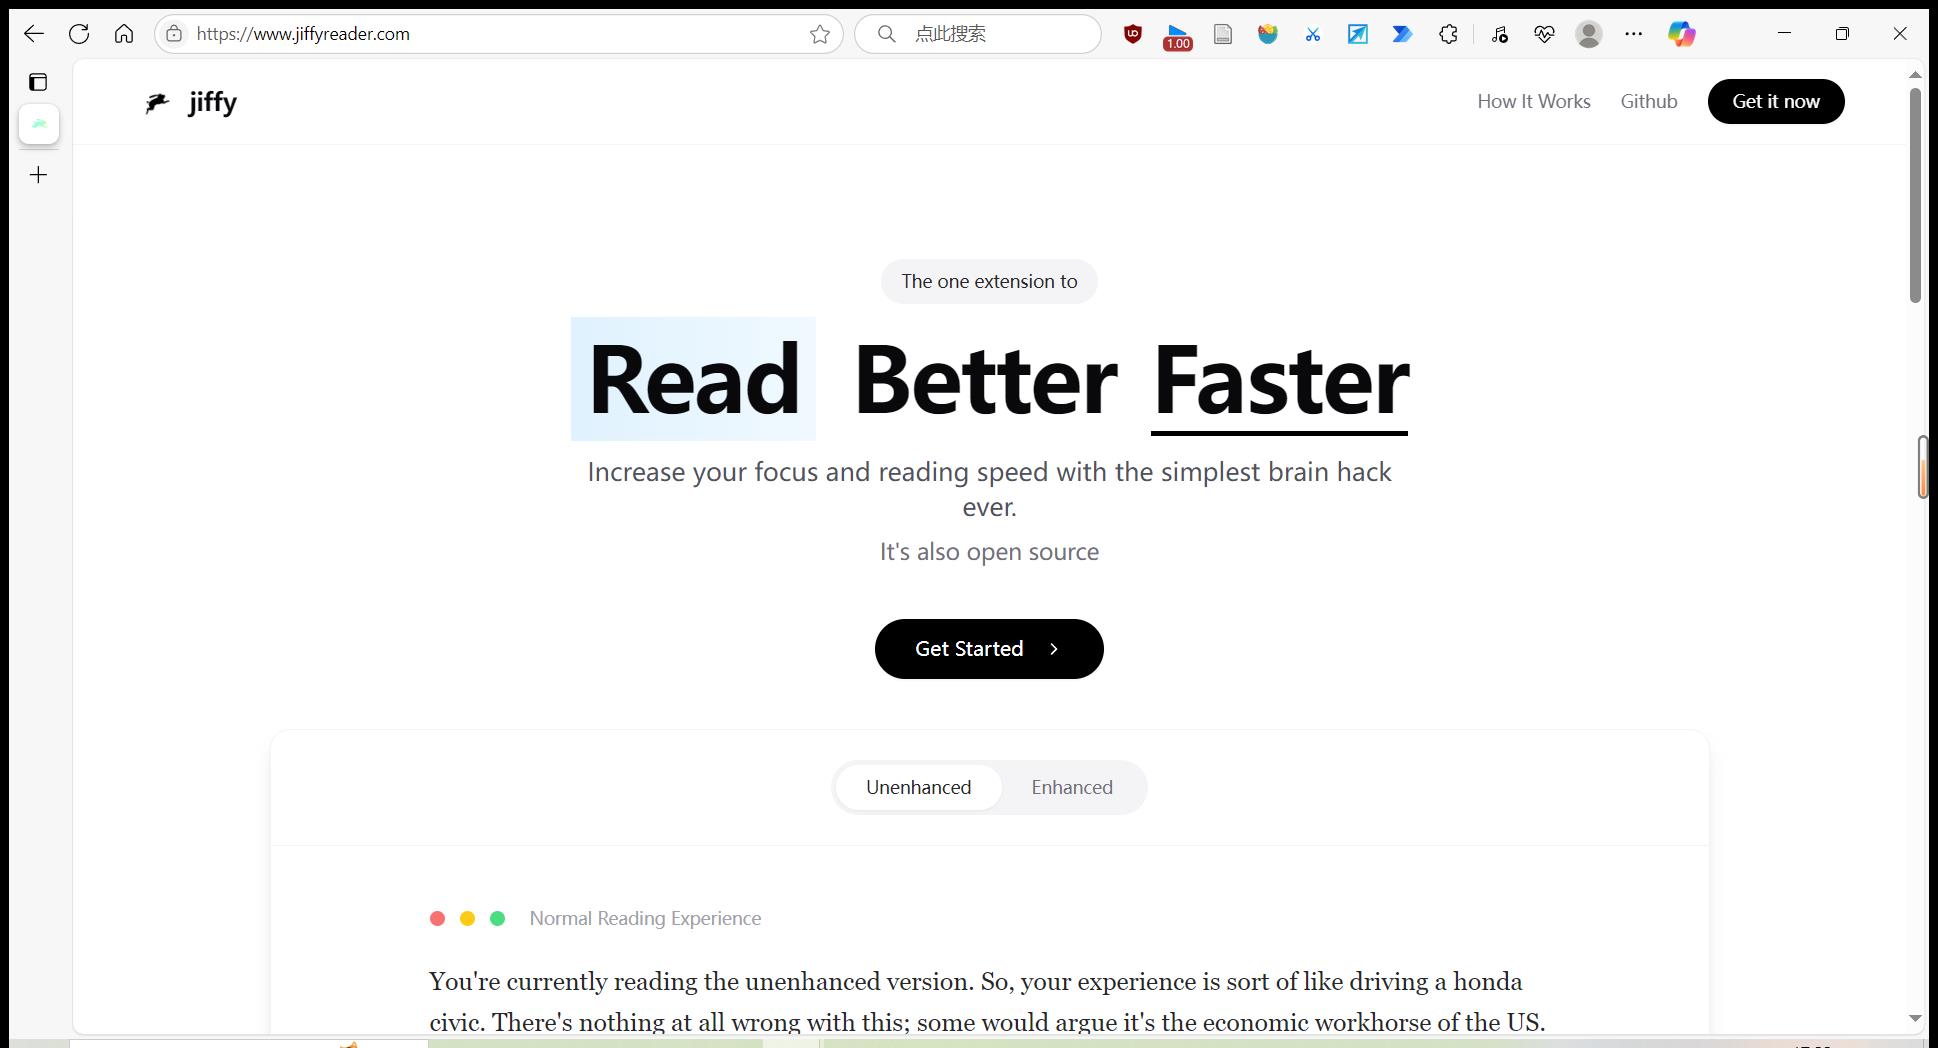 https://www.jiffyreader.com
点此搜索
1.00
jiffy
How It Works
Github
Get it now
The one extension to
Read Better Faster
Increase your focus and reading speed with the simplest brain hack
ever.
It's also open source
Get Started
Unenhanced
Enhanced
Normal Reading Experience
You're currently reading the unenhanced version. So, your experience is sort of like driving a honda
civic. There's nothing at all wrong with this; some would argue it's the economic workhorse of the US.